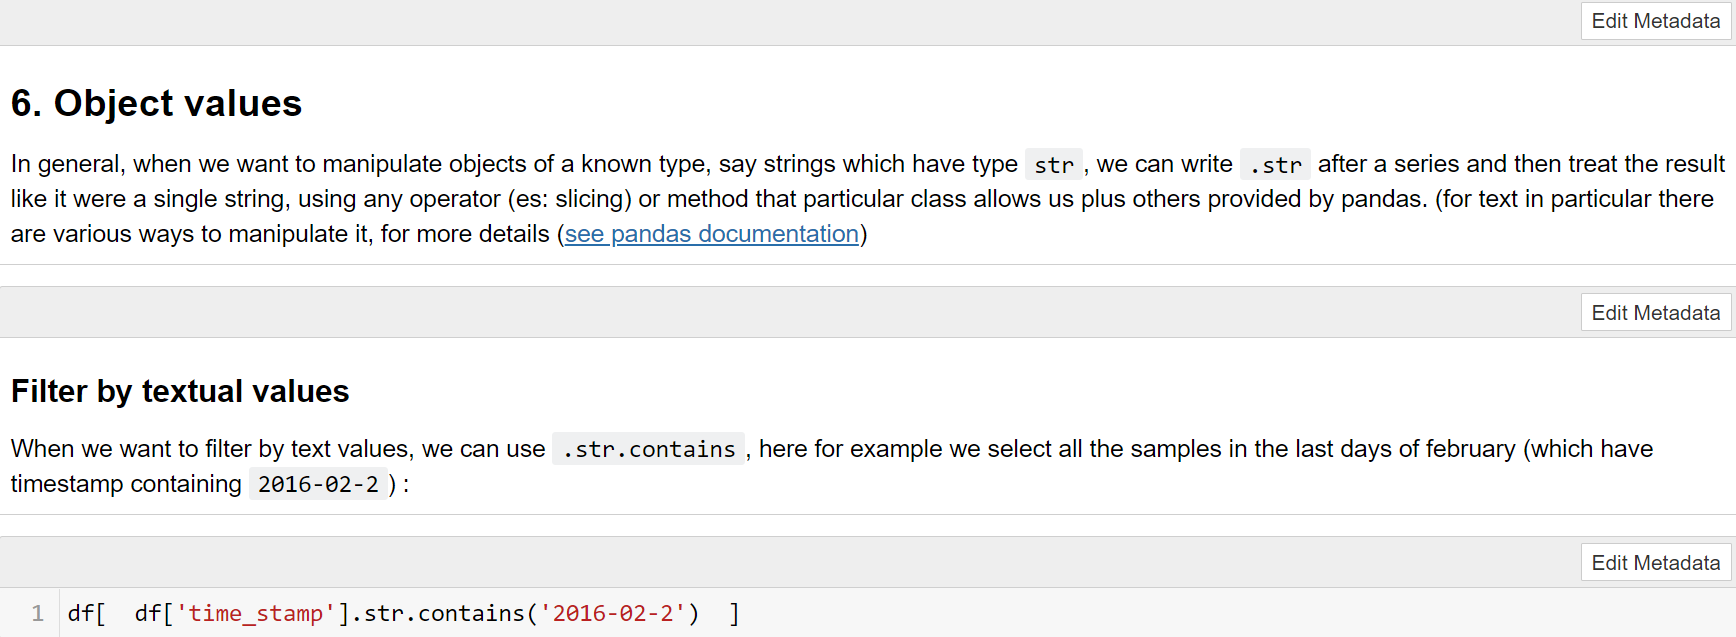 Edit Metadata
6. Object values
In general, when we want to manipulate objects of a known type, say strings which have type str, we can write .str after a series and then treat the result
like it were a single string, using any operator (es: slicing) or method that particular class allows us plus others provided by pandas. (for text in particular there
are various ways to manipulate it, for more details (see pandas documentation)
Edit Metadata
Filter by textual values
When we want to filter by text values, we can use .str.contains, here for example we select all the samples in the last days of february (which have
timestamp containing 2016-02-2) :
Edit Metadata
1 df[  df['time_stamp'].str.contains('2016-02-2')  ]